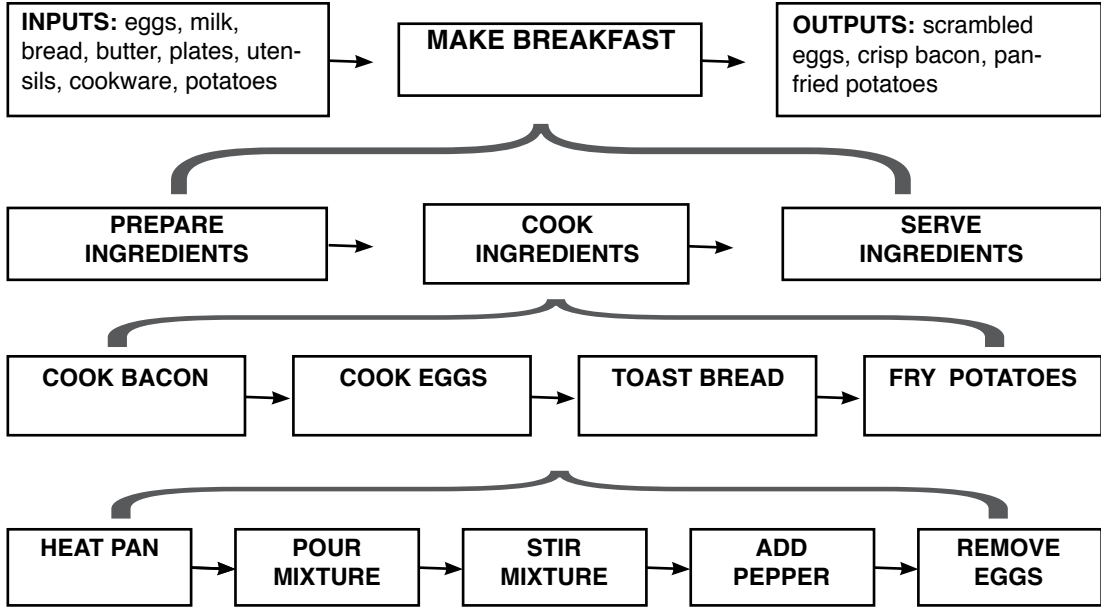 INPUTS: eggs, milk,
bread, butter, plates, uten-
sils, cookware, potatoes
MAKE BREAKFAST
OUTPUTS: scrambled
eggs, crisp bacon, pan-
fried potatoes
PREPARE
INGREDIENTS
COOK
INGREDIENTS
SERVE
INGREDIENTS
COOK BACON
COOK EGGS
TOAST BREAD
FRY POTATOES
HEAT PAN
POUR
MIXTURE
STIR
MIXTURE
ADD
PEPPER
REMOVE
EGGS